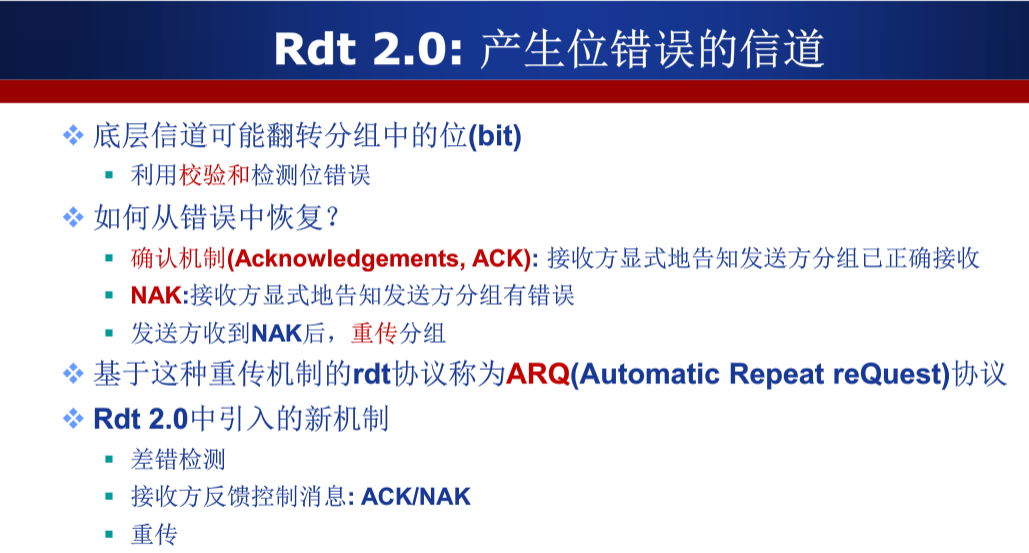 Rdt 2.0: 产生位错误的信道
底层信道可能翻转分组中的位(bit)
利用校验和检测位错误
如何从错误中恢复？
确认机制(Acknowledgements, ACK): 接收方显式地告知发送方分组已正确接收
NAK:接收方显式地告知发送方分组有错误
发送方收到NAK后，重传分组
基于这种重传机制的rdt协议称为ARQ(Automatic Repeat reQuest)协议
Rdt 2.0中引入的新机制
差错检测
接收方反馈控制消息: ACK/NAK
重传